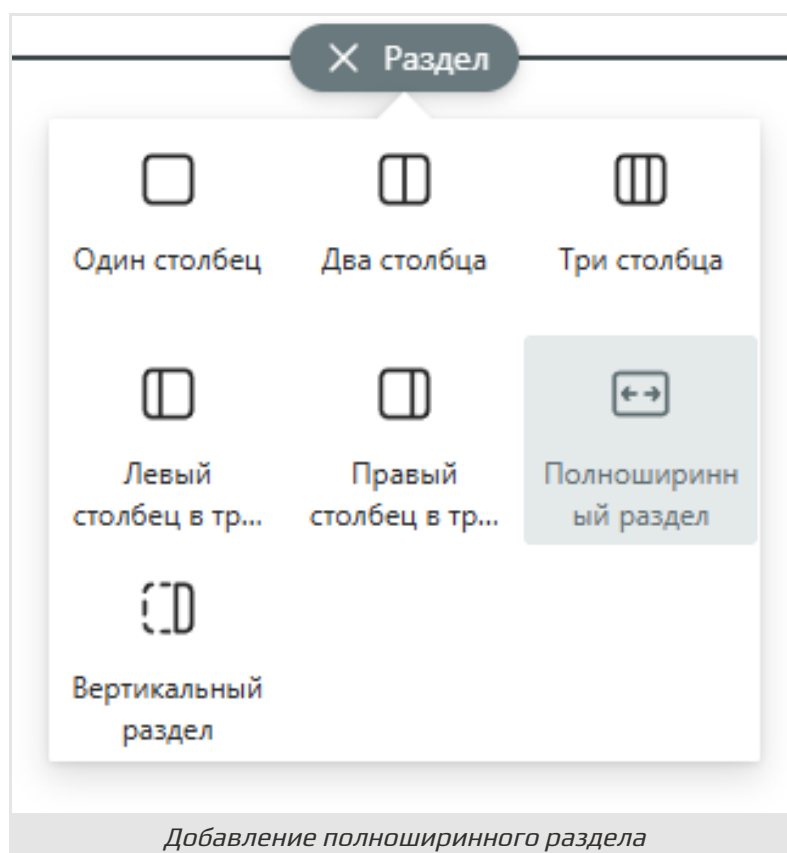 Раздел
Один столбец
Два столбца
Три столбца
Левый
столбец в тр...
Правый
столбец в тр...
Полноширинн
ый раздел
Вертикальный
раздел
Добавление полноширинного раздела